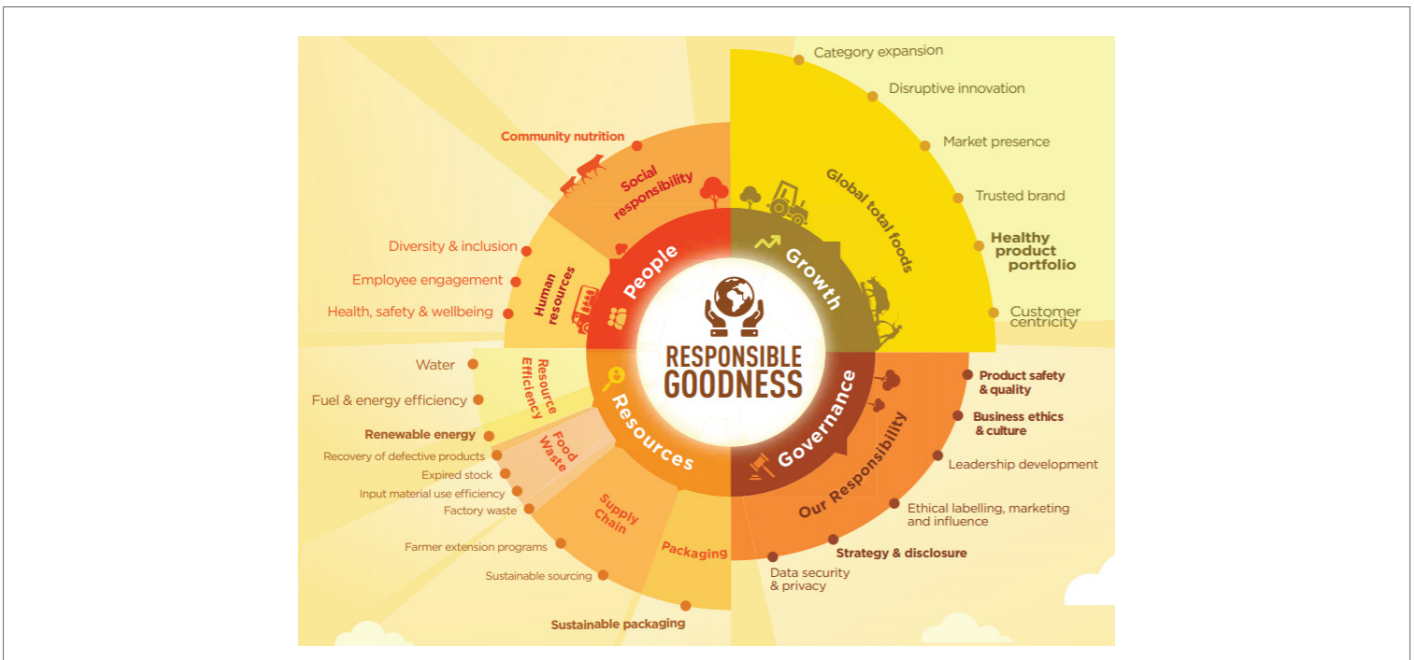 Category expansion
Disruptive innovation
Market presence
Trusted brand
Healthy
product
portfolio
Customer
centricity
Global total foods
Growth
Community nutrition
Social
responsibility
Diversity & inclusion
Employee engagement
Health, safety & wellbeing
Human
resources
People
RESPONSIBLE
GOODNESS
Water
Fuel & energy efficiency
Renewable energy
Resource
Efficiency
Recovery of defective products
Expired stock
Input material use efficiency
Factory waste
Food
Waste
Farmer extension programs
Sustainable sourcing
Supply
Chain
Sustainable packaging
Packaging
Resources
Product safety
& quality
Business ethics
& culture
Leadership development
Ethical labelling, marketing
and influence
Strategy & disclosure
Data security
& privacy
Our Responsibility
Governance